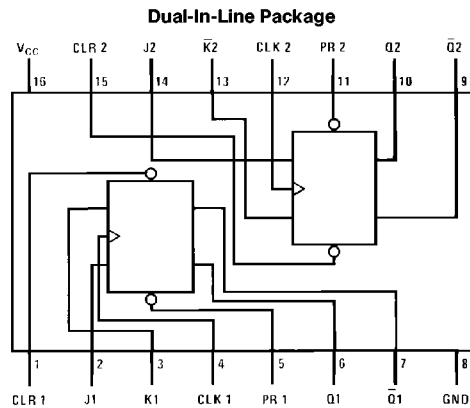 Dual-In-Line Package
VCC CLR 2 J2 K̅2 CLK 2 PR 2 Q2 Q̅2
16 15 14 13 12 11 10 9
1 2 3 4 5 6 7 8
CLR 1 J1 K1 CLK 1 PR 1 Q1 Q̅1 GND